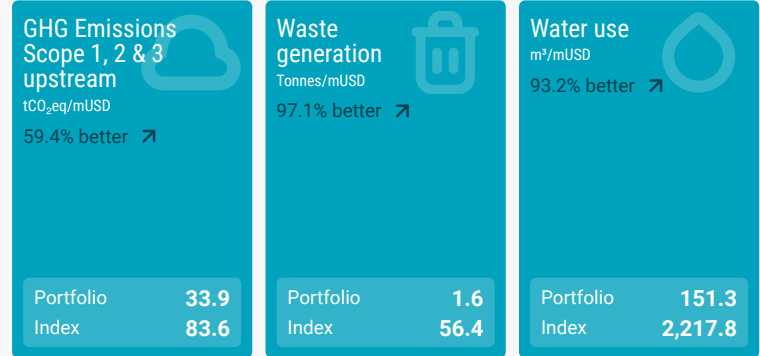 GHG Emissions
Scope 1, 2 & 3
upstream
tCO₂eq/mUSD
59.4% better
Portfolio 33.9
Index 83.6
Waste
generation
Tonnes/mUSD
97.1% better
Portfolio 1.6
Index 56.4
Water use
m³/mUSD
93.2% better
Portfolio 151.3
Index 2,217.8